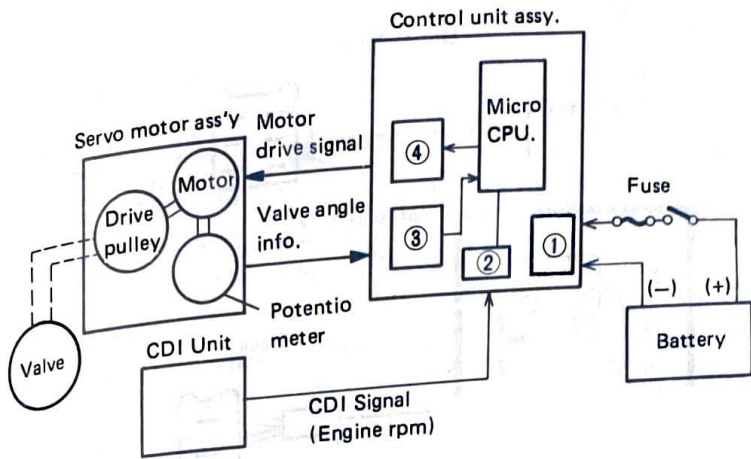 Control unit assy.
Servo motor ass'y
Motor
drive signal
Micro
CPU.
④
Motor
Fuse
Drive
pulley
Valve angle
info.
③
②
①
(—)
(+)
Potentio
meter
CDI Unit
Battery
Valve
CDI Signal
(Engine rpm)